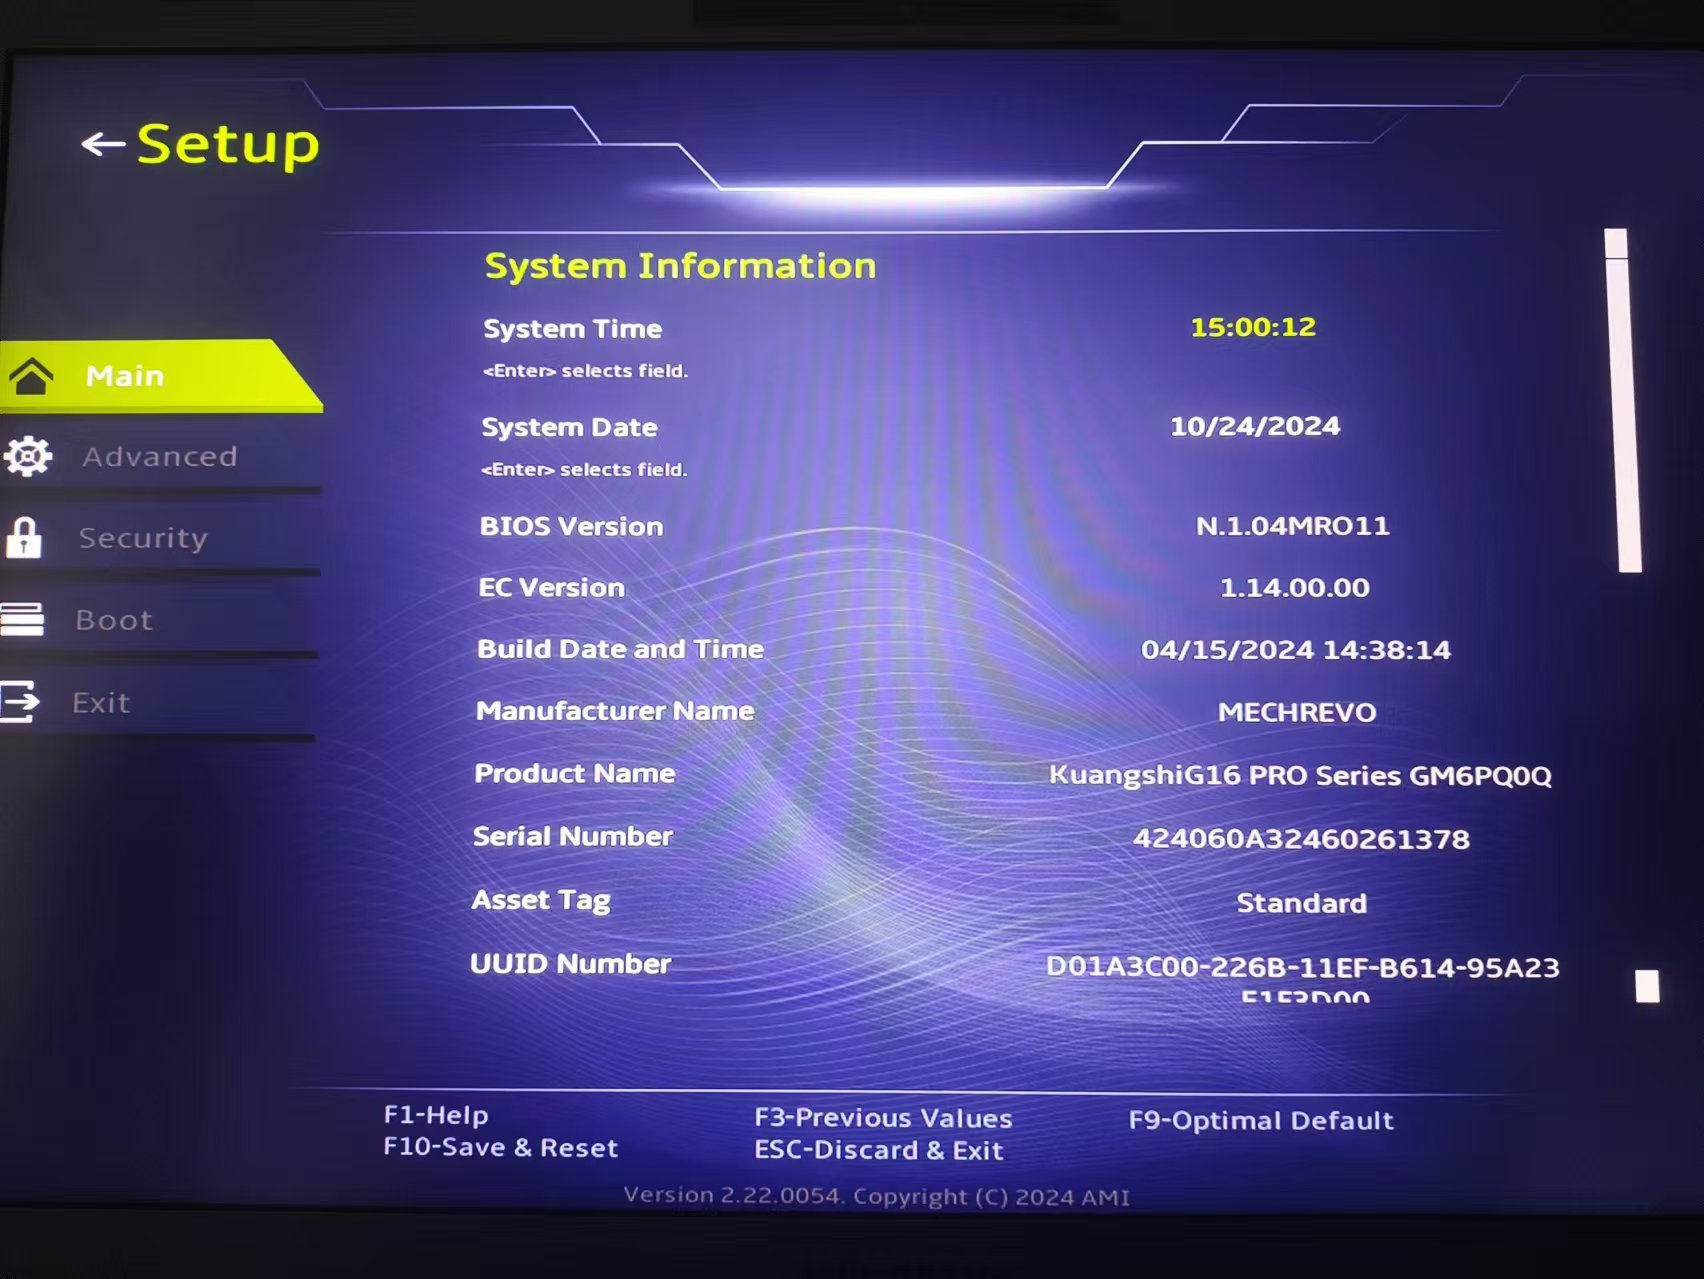 Setup
System Information
System Time 15:00:12
<Enter> selects field.
System Date 10/24/2024
<Enter> selects field.
BIOS Version N.1.04MRO11
EC Version 1.14.00.00
Build Date and Time 04/15/2024 14:38:14
Manufacturer Name MECHREVO
Product Name KuangshiG16 PRO Series GM6PQ0Q
Serial Number 424060A32460261378
Asset Tag Standard
UUID Number D01A3C00-226B-11EF-B614-95A23
Main
Advanced
Security
Boot
Exit
F1-Help F3-Previous Values F9-Optimal Default
F10-Save & Reset ESC-Discard & Exit
Version 2.22.0054. Copyright (C) 2024 AMI